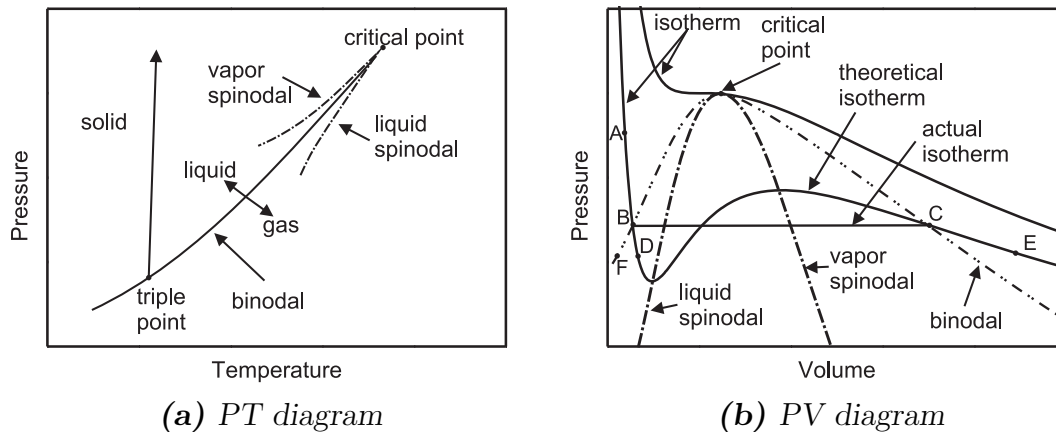 critical point
vapor
spinodal
solid
liquid
spinodal
liquid
gas
triple
point
binodal
Pressure
Temperature
(a) PT diagram
isotherm
critical
point
theoretical
isotherm
actual
isotherm
A
B
C
D
E
F
vapor
spinodal
liquid
spinodal
binodal
Pressure
Volume
(b) PV diagram